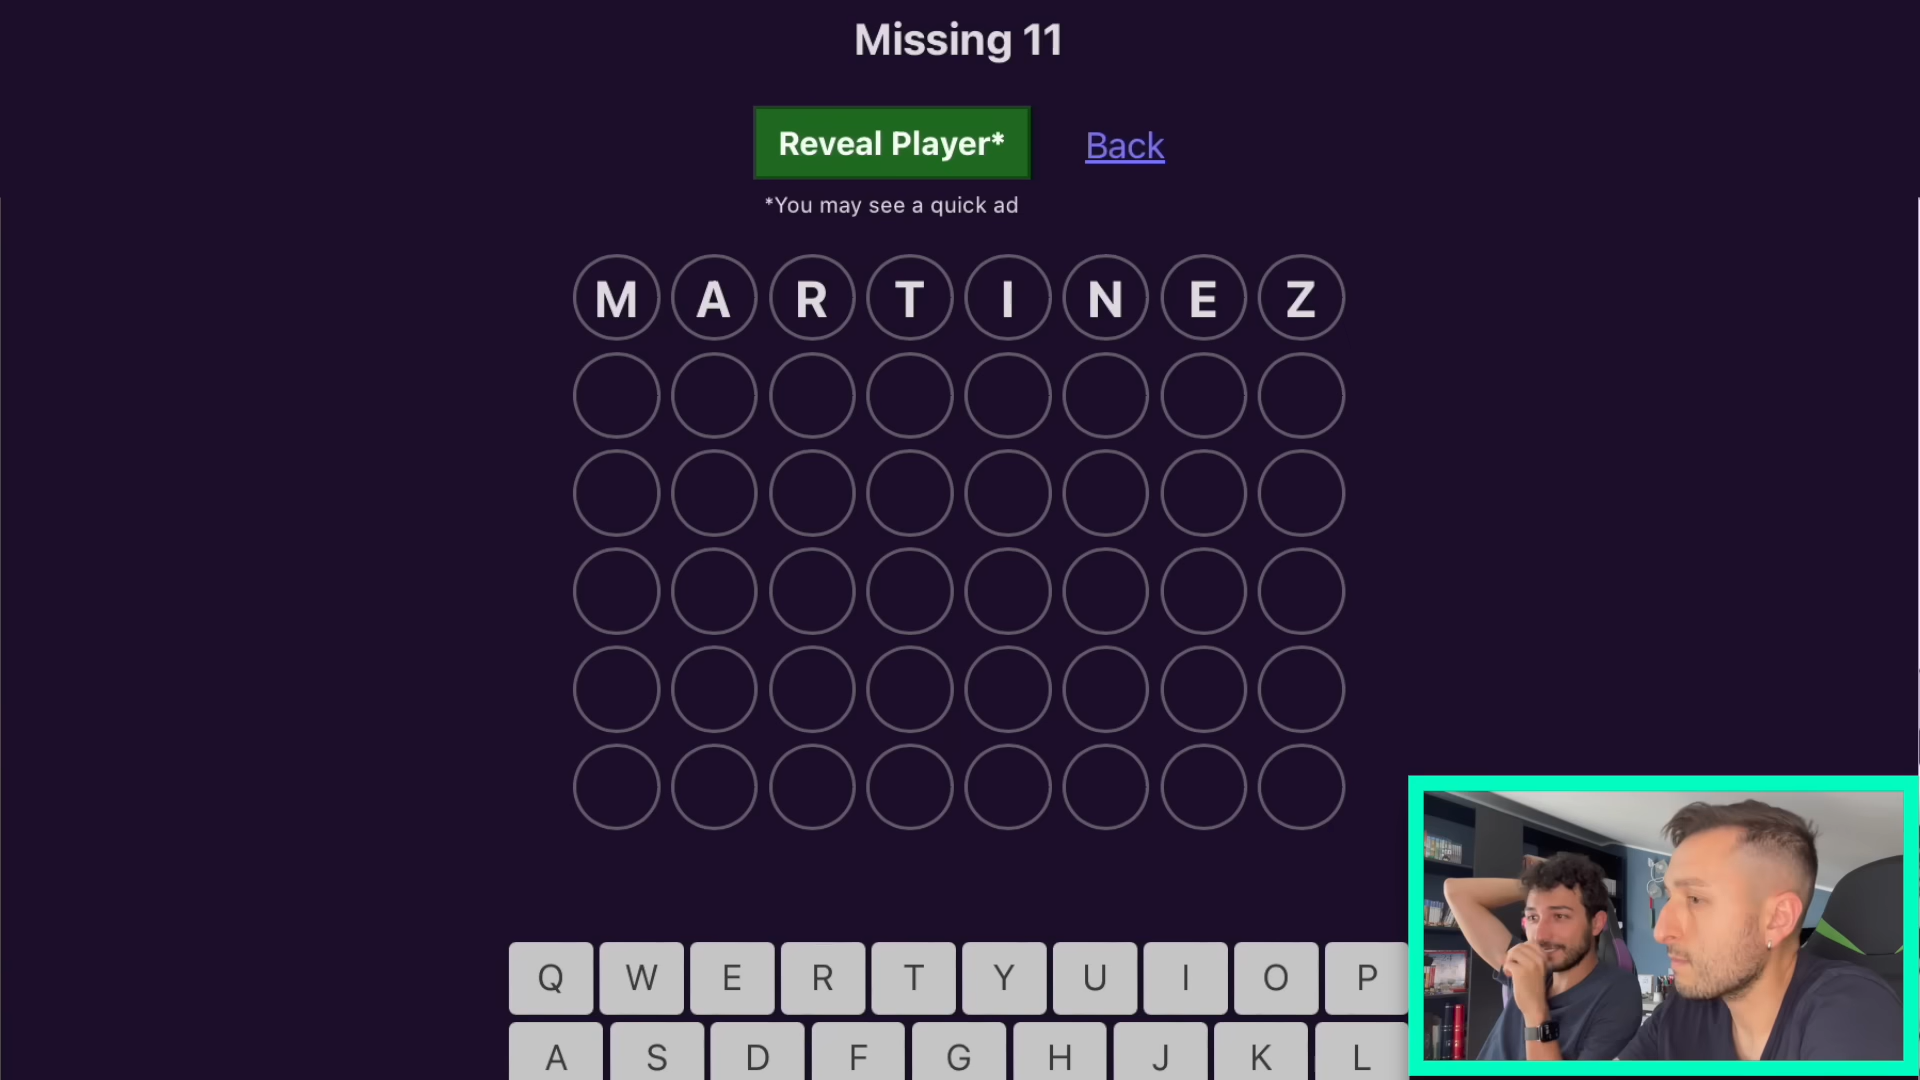 Missing 11
Reveal Player*
Back
*You may see a quick ad
M A R T I N E Z
Q W E R T Y U I O P
A S D F G H J K L